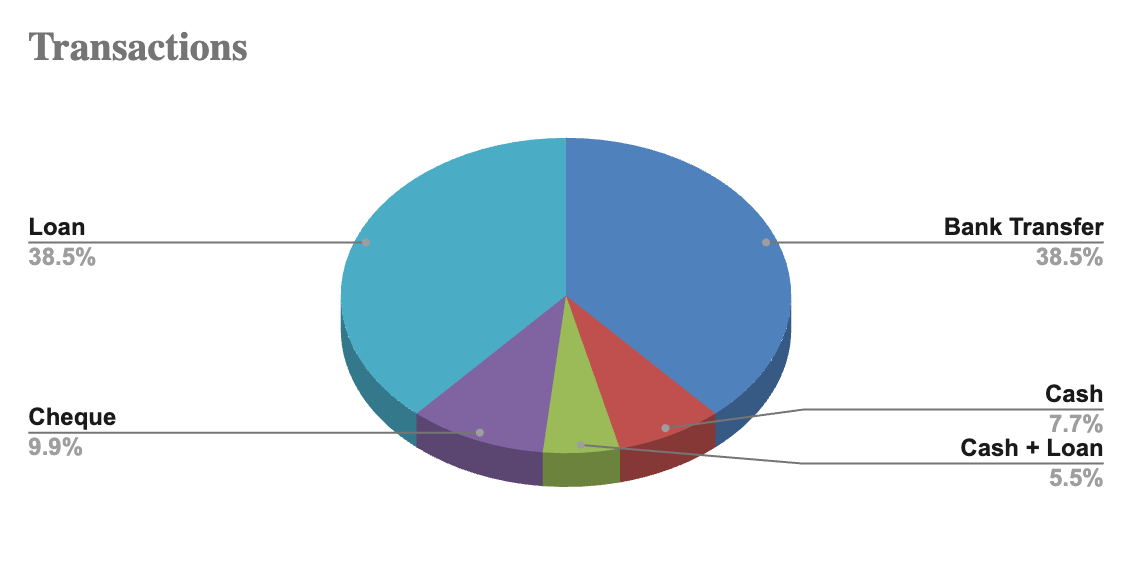 Transactions
Loan
38.5%
Bank Transfer
38.5%
Cash
7.7%
Cheque
9.9%
Cash + Loan
5.5%